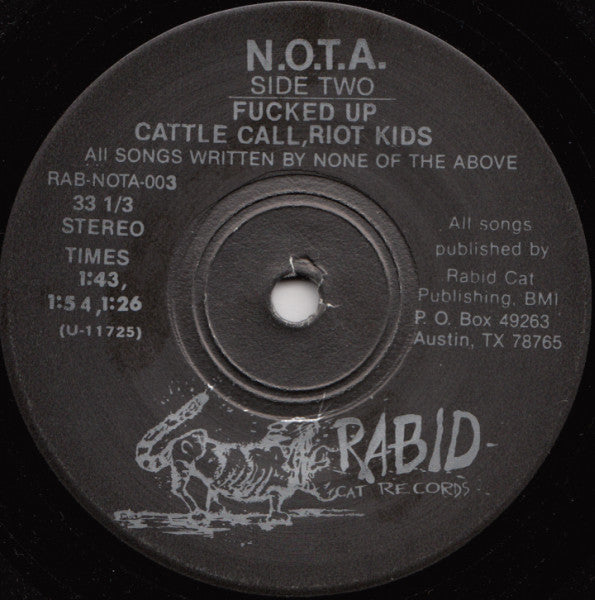 N.O.T.A.
SIDE TWO
FUCKED UP
CATTLE CALL,RIOT KIDS
All SONGS WRITTEN BY NONE OF THE ABOVE
RAB-NOTA-003
33 1/3
STEREO
TIMES
1:43,
1:54,1:26
(U-11725)
All songs
published by
Rabid Cat
Publishing, BMI
P. O. Box 49263
Austin, TX 78765
RABID
CAT RECORDS